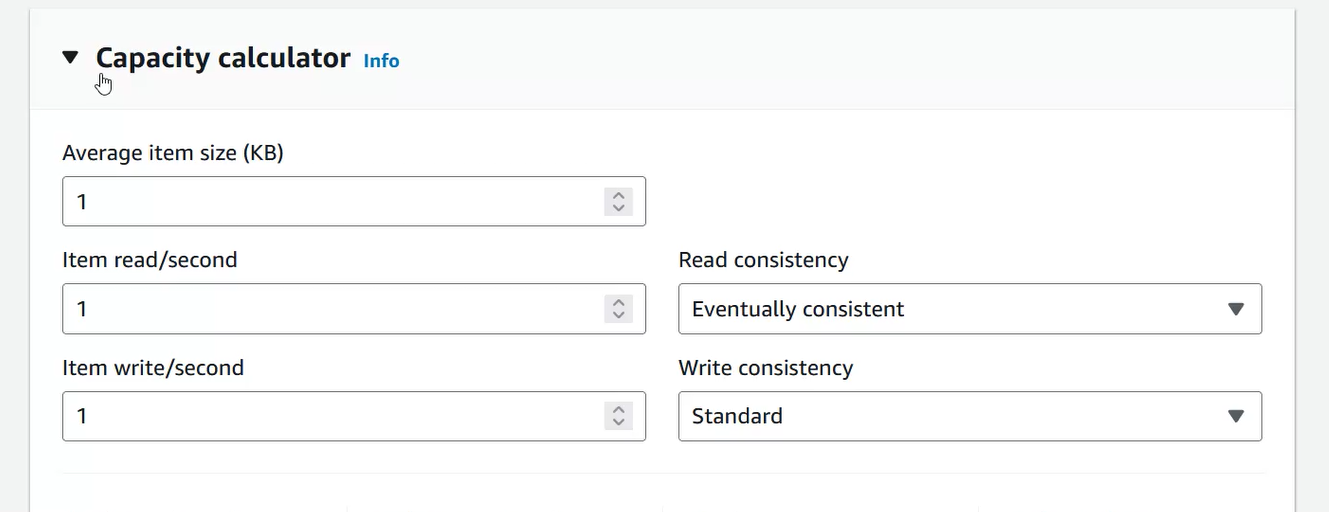 Capacity calculator Info
Average item size (KB)
1
Item read/second
1
Read consistency
Eventually consistent
Item write/second
1
Write consistency
Standard